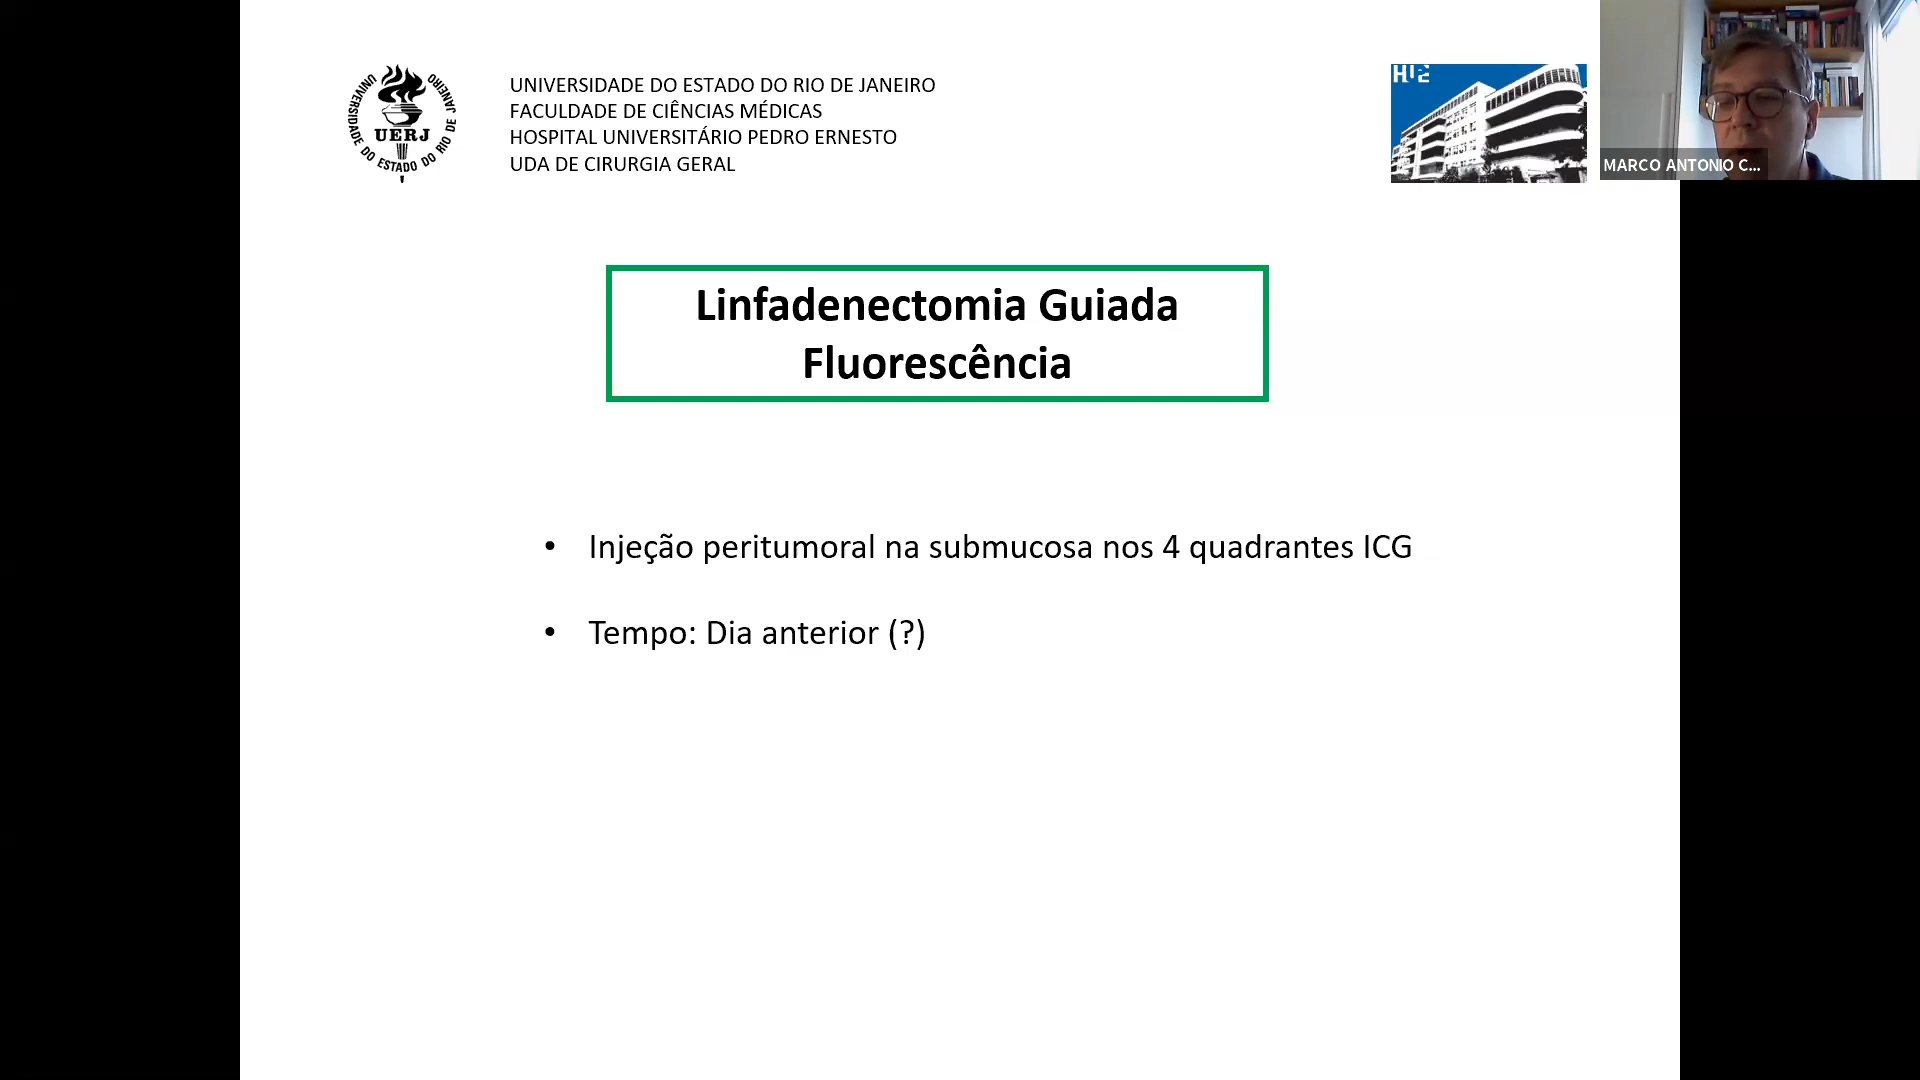 UNIVERSIDADE DO ESTADO DO RIO DE JANEIRO
UERJ
UNIVERSIDADE DO ESTADO DO RIO DE JANEIRO
FACULDADE DE CIÊNCIAS MÉDICAS
HOSPITAL UNIVERSITÁRIO PEDRO ERNESTO
UDA DE CIRURGIA GERAL
MARCO ANTONIO C...
Linfadenectomia Guiada
Fluorescência
• Injeção peritumoral na submucosa nos 4 quadrantes ICG
• Tempo: Dia anterior (?)